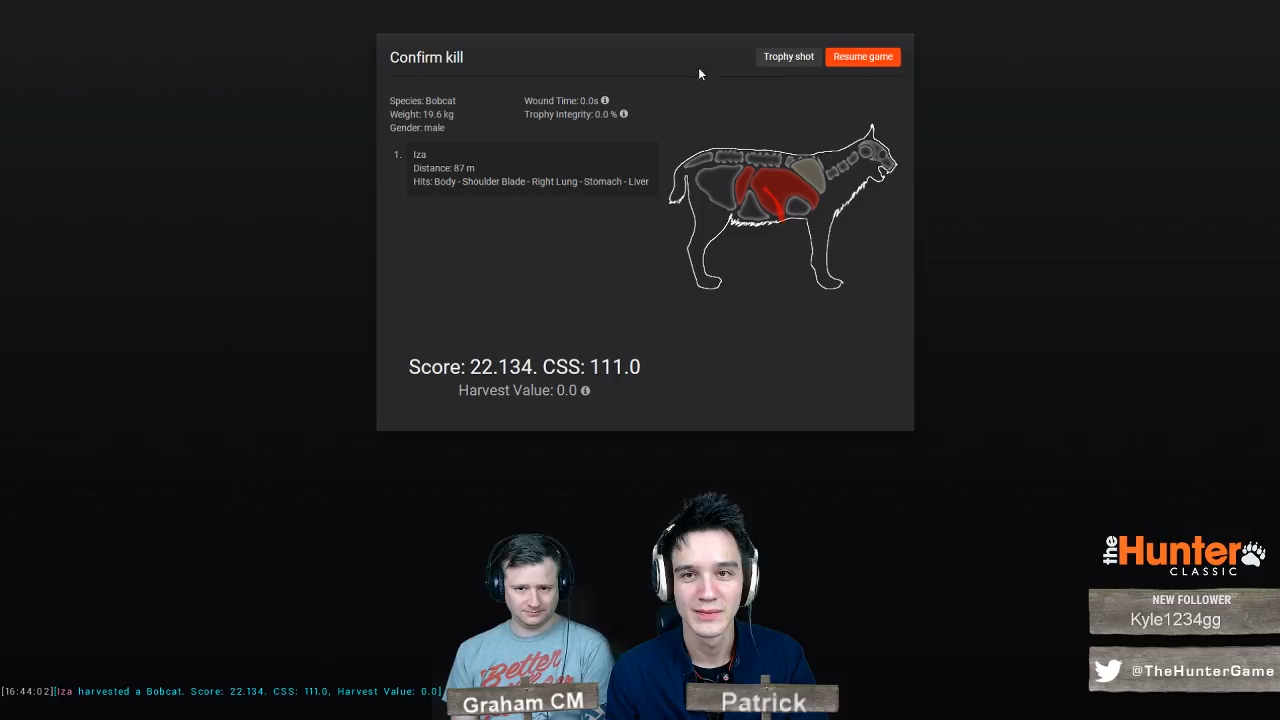 Confirm kill
Trophy shot
Resume game
Species: Bobcat
Weight: 19.6 kg
Gender: male
Wound Time: 0.0s
Trophy Integrity: 0.0 %
1.
Iza
Distance: 87 m
Hits: Body - Shoulder Blade - Right Lung - Stomach - Liver
Score: 22.134. CSS: 111.0
Harvest Value: 0.0
the Hunter
CLASSIC
NEW FOLLOWER
Kyle1234gg
@TheHunterGame
Better
[16:44:02][Iza harvested a Bobcat. Score: 22.134. CSS: 111.0, Harvest Value: 0.0]
Graham CM
Patrick